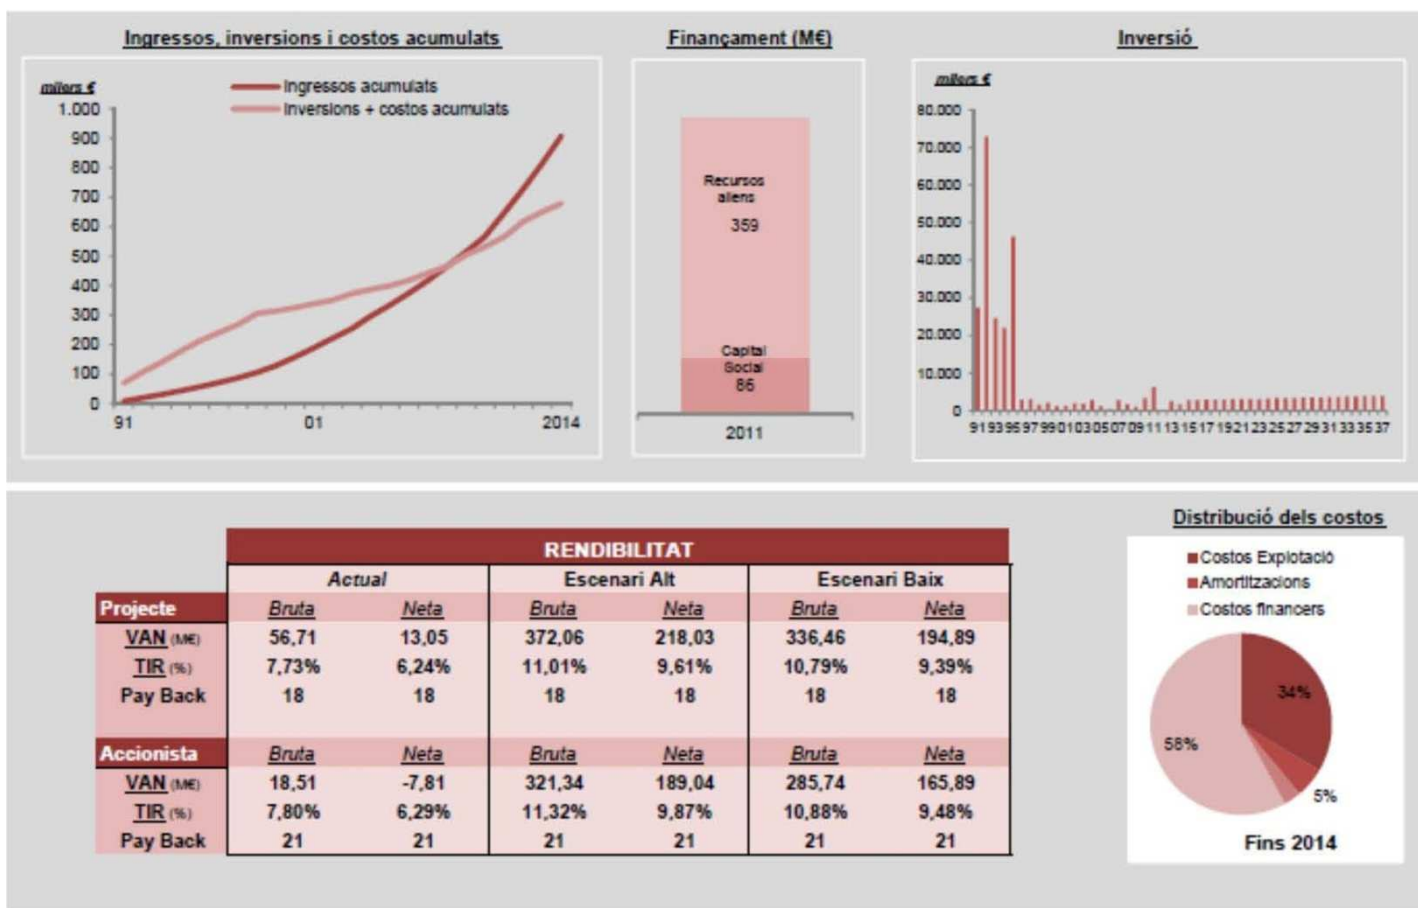 Ingressos, inversions i costos acumulats
milers €
Ingressos acumulats
Inversions + costos acumulats
1.000
900
800
700
600
500
400
300
200
100
0
91 01 2014
Finançament (M€)
Recursos
aliens
359
Capital
Social
86
2011
Inversió
milers €
80.000
70.000
60.000
50.000
40.000
30.000
20.000
10.000
0
91 93 95 97 99 01 03 05 07 09 11 13 15 17 19 21 23 25 27 29 31 33 35 37
RENDIBILITAT
Actual Escenari Alt Escenari Baix
Projecte Bruta Neta Bruta Neta Bruta Neta
VAN (M€) 56,71 13,05 372,06 218,03 336,46 194,89
TIR (%) 7,73% 6,24% 11,01% 9,61% 10,79% 9,39%
Pay Back 18 18 18 18 18 18
Accionista Bruta Neta Bruta Neta Bruta Neta
VAN (M€) 18,51 -7,81 321,34 189,04 285,74 165,89
TIR (%) 7,80% 6,29% 11,32% 9,87% 10,88% 9,48%
Pay Back 21 21 21 21 21 21
Distribució dels costos
Costos Explotació
Amortitzacions
Costos financers
34%
58%
5%
Fins 2014